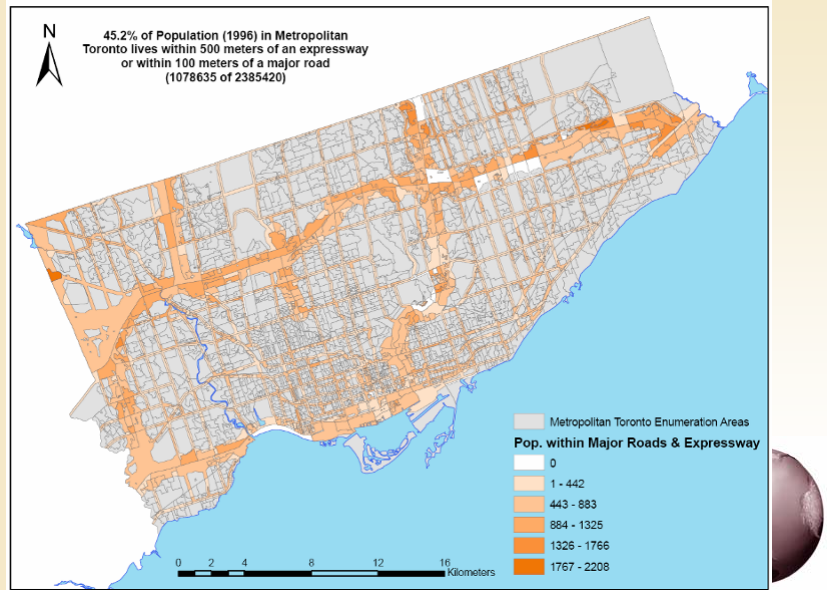 N
45.2% of Population (1996) in Metropolitan
Toronto lives within 500 meters of an expressway
or within 100 meters of a major road
(1078635 of 2385420)
Metropolitan Toronto Enumeration Areas
Pop. within Major Roads & Expressway
0
1 - 442
443 - 883
884 - 1325
1326 - 1766
1767 - 2208
0 2 4 8 12 16
Kilometers